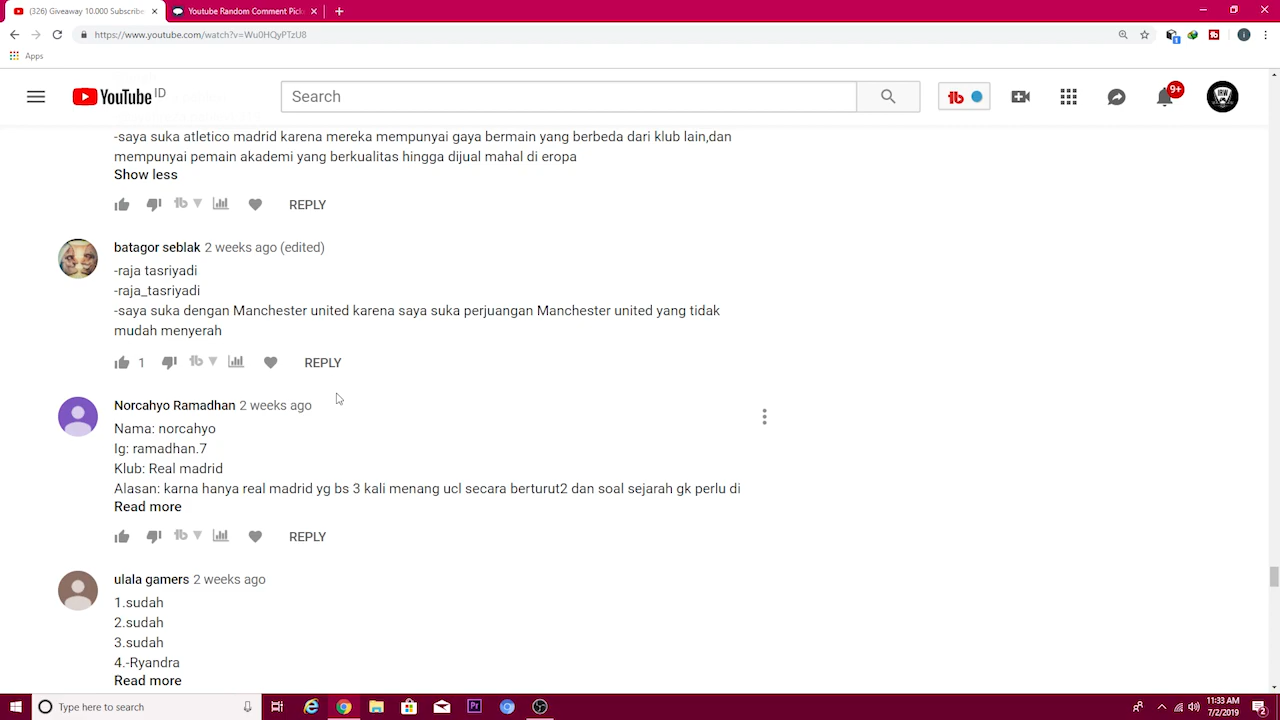 (326) Giveaway 10.000 Subscribe
Youtube Random Comment Pick
https://www.youtube.com/watch?v=Wu0HQyPTzU8
Apps
YouTube ID
Search
9+
-saya suka atletico madrid karena mereka mempunyai gaya bermain yang berbeda dari klub lain,dan
mempunyai pemain akademi yang berkualitas hingga dijual mahal di eropa
Show less
REPLY
batagor seblak 2 weeks ago (edited)
-raja tasriyadi
-raja_tasriyadi
-saya suka dengan Manchester united karena saya suka perjuangan Manchester united yang tidak
mudah menyerah
1 REPLY
Norcahyo Ramadhan 2 weeks ago
Nama: norcahyo
Ig: ramadhan.7
Klub: Real madrid
Alasan: karna hanya real madrid yg bs 3 kali menang ucl secara berturut2 dan soal sejarah gk perlu di
Read more
REPLY
ulala gamers 2 weeks ago
1.sudah
2.sudah
3.sudah
4.-Ryandra
Read more
Type here to search
11:33 AM
7/2/2019